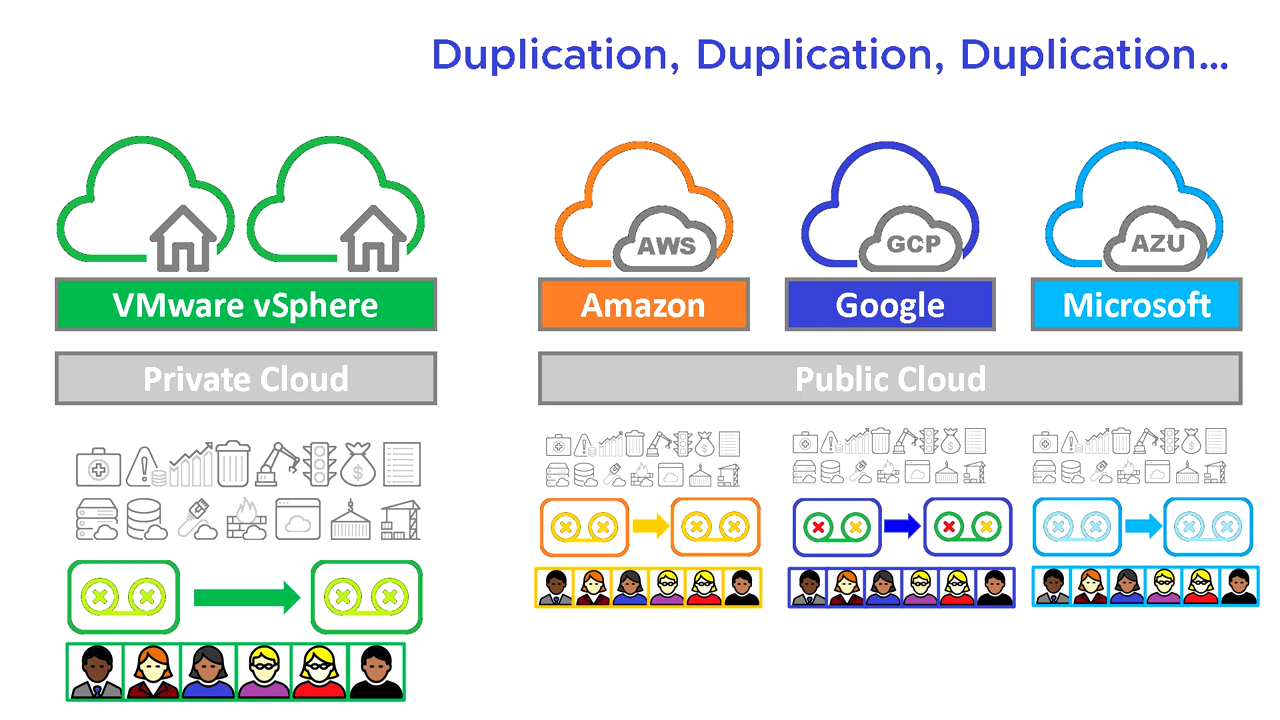 Duplication, Duplication, Duplication...
AWS
GCP
AZU
VMware vSphere
Amazon
Google
Microsoft
Private Cloud
Public Cloud